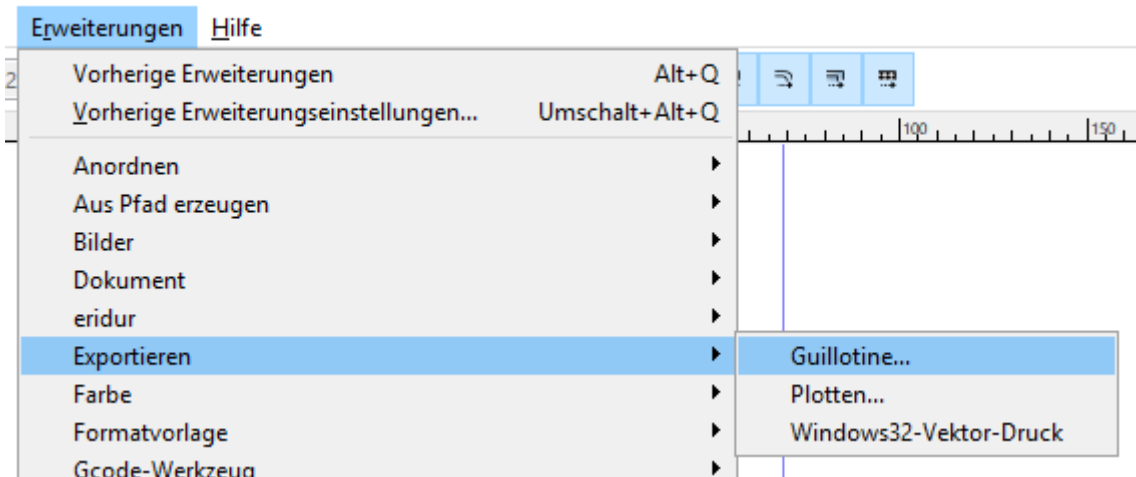 Erweiterungen Hilfe
2
Vorherige Erweiterungen Alt+Q
Vorherige Erweiterungseinstellungen... Umschalt+Alt+Q
100 150
Anordnen
Aus Pfad erzeugen
Bilder
Dokument
eridur
Exportieren Guillotine...
Farbe Plotten...
Formatvorlage Windows32-Vektor-Druck
Gcode-Werkzeug